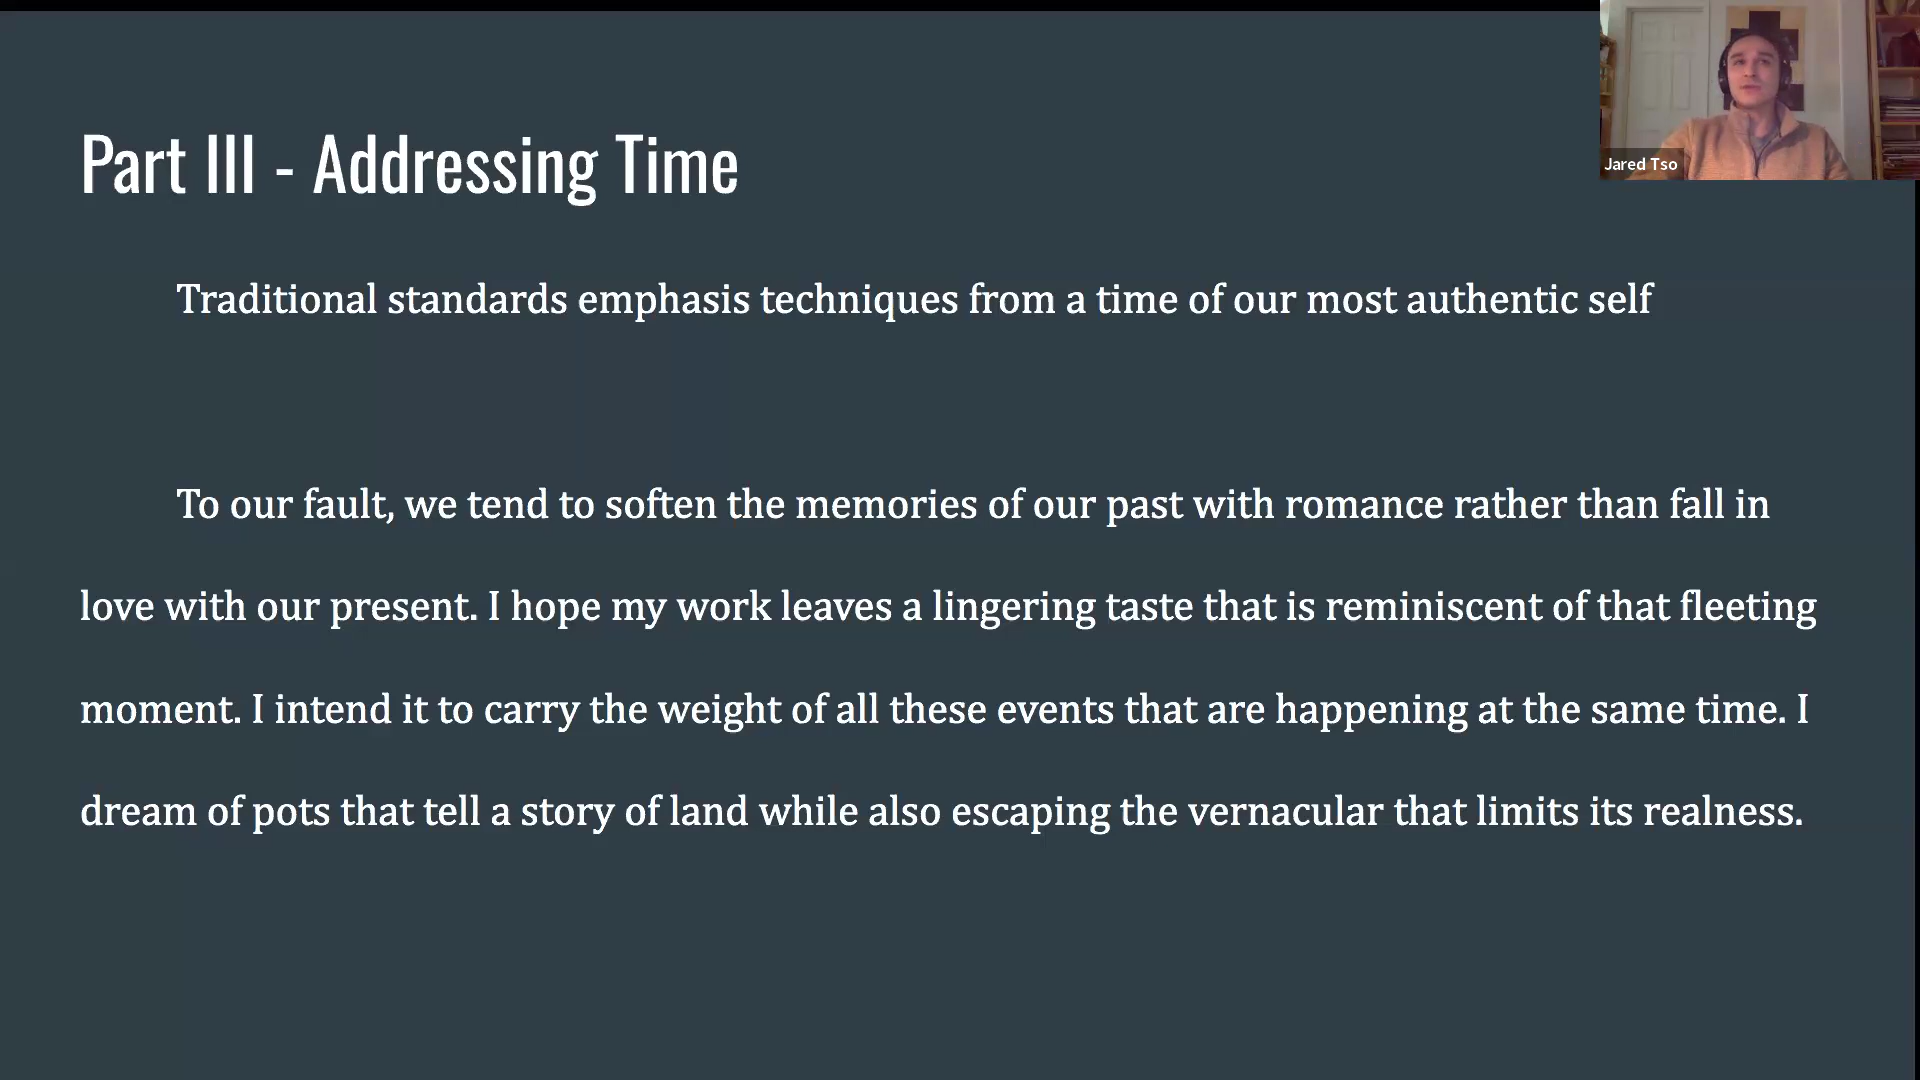 Part III - Addressing Time
Jared Tso
Traditional standards emphasis techniques from a time of our most authentic self
To our fault, we tend to soften the memories of our past with romance rather than fall in
love with our present. I hope my work leaves a lingering taste that is reminiscent of that fleeting
moment. I intend it to carry the weight of all these events that are happening at the same time. I
dream of pots that tell a story of land while also escaping the vernacular that limits its realness.